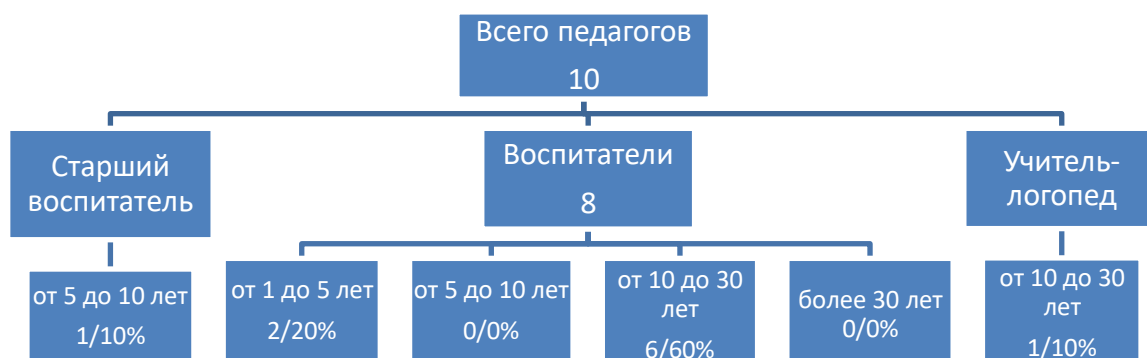 Всего педагогов
10
Старший
воспитатель
Воспитатели
8
Учитель-
логопед
от 5 до 10 лет
1/10%
от 1 до 5 лет
2/20%
от 5 до 10 лет
0/0%
от 10 до 30
лет
6/60%
более 30 лет
0/0%
от 10 до 30
лет
1/10%